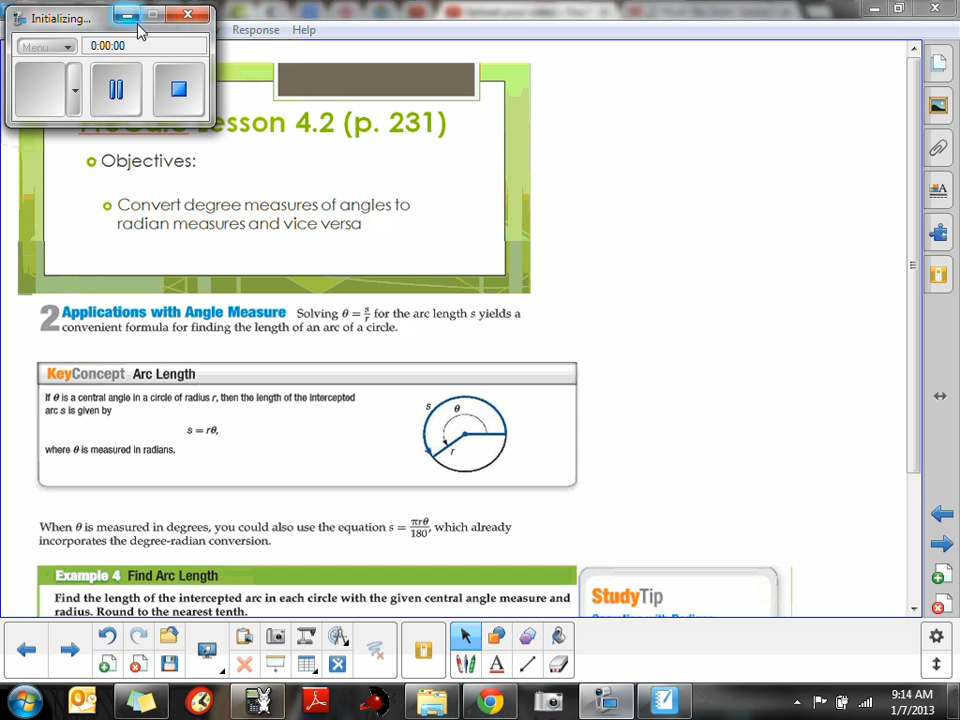 Initializing...
Menu
0:00:00
Response Help
Lesson 4.2 (p. 231)
Objectives:
Convert degree measures of angles to
radian measures and vice versa
2 Applications with Angle Measure Solving θ = s/r for the arc length s yields a
convenient formula for finding the length of an arc of a circle.
KeyConcept Arc Length
If θ is a central angle in a circle of radius r, then the length of the intercepted
arc s is given by
s = rθ,
where θ is measured in radians.
s
θ
r
When θ is measured in degrees, you could also use the equation s = πrθ/180, which already
incorporates the degree-radian conversion.
Example 4 Find Arc Length
Find the length of the intercepted arc in each circle with the given central angle measure and
radius. Round to the nearest tenth.
StudyTip
9:14 AM
1/7/2013